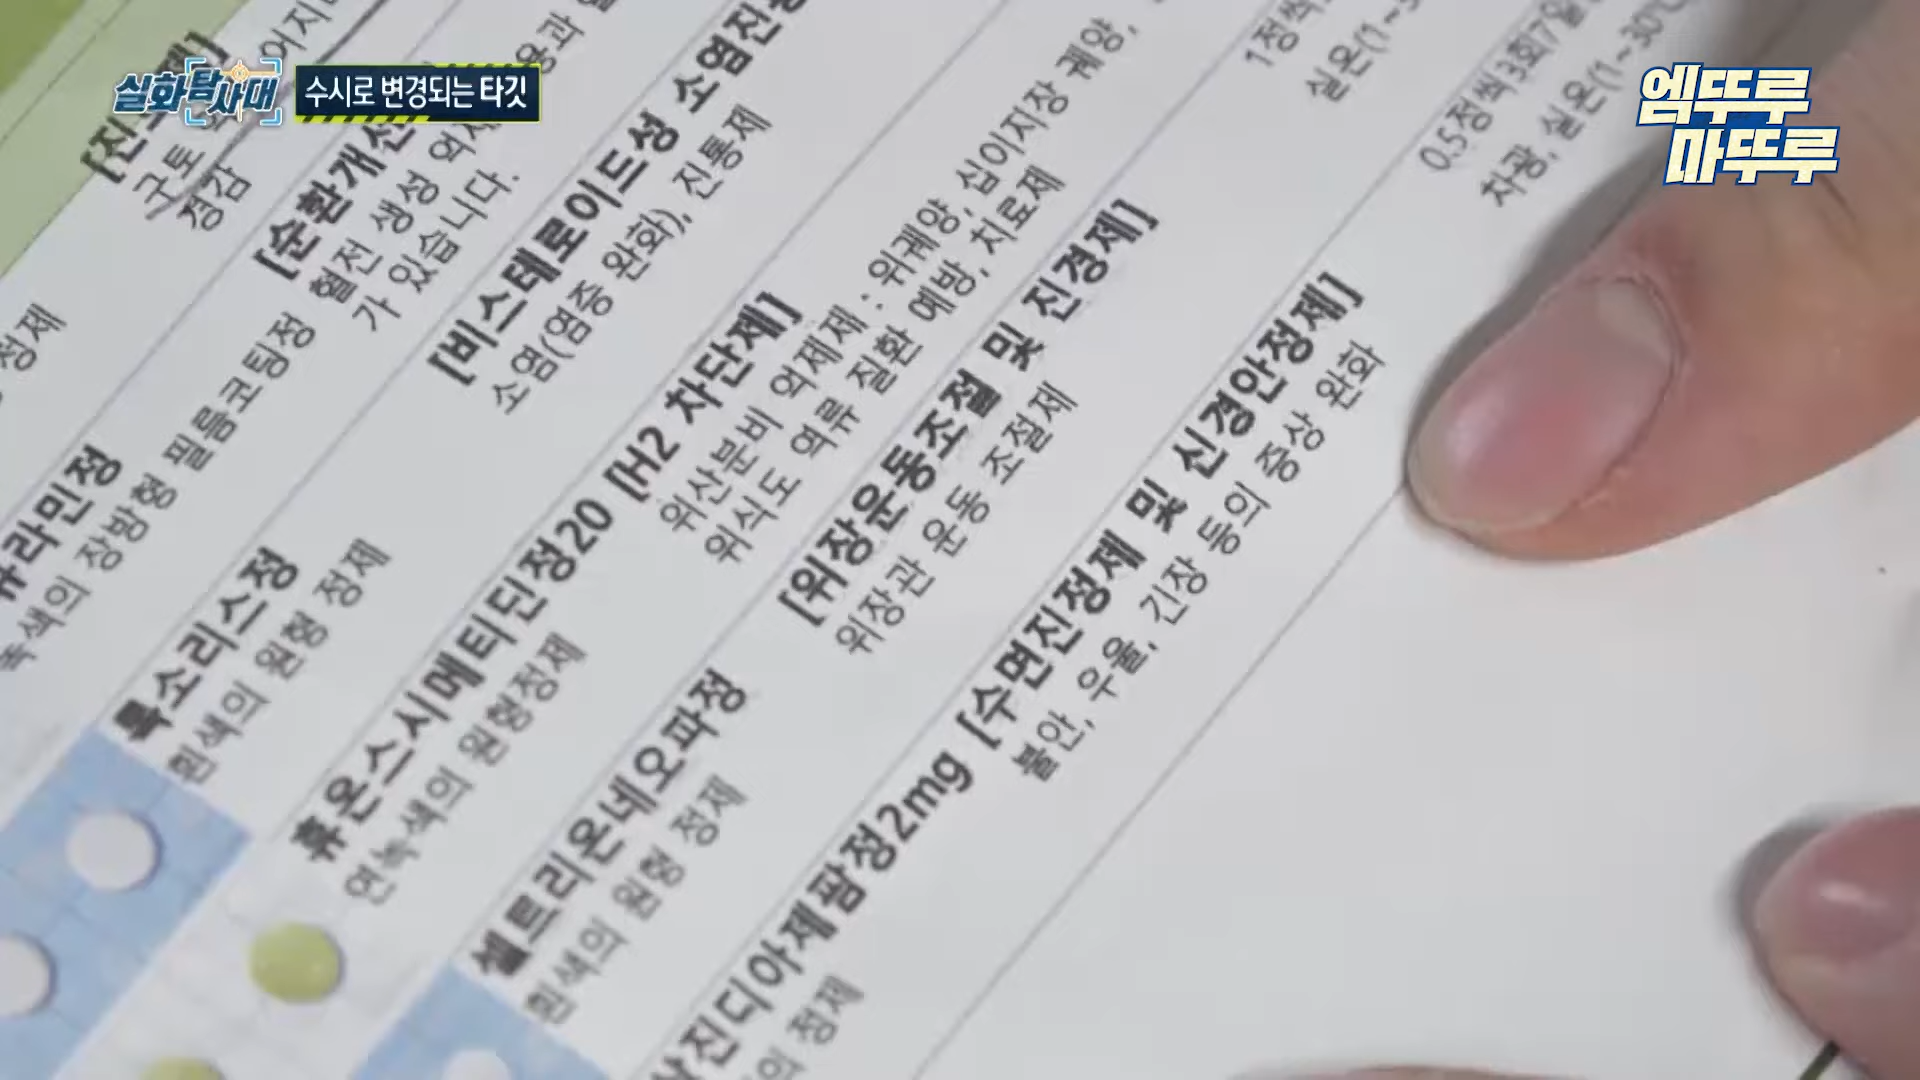 실화탐사대
수시로 변경되는 타깃
엠뚜루
마뚜루
구토
경감
[순환개선
혈전 생성 억제
가 있습니다.
장방형 필름코팅정
[비스테로이드성 소염진통
소염(염증 완화), 진통제
록소리스정
흰색의 원형 정제
휴온스시메티딘정20 [H2 차단제]
연녹색의 원형정제
위산분비 억제제 : 위궤양, 십이지장 궤양,
위식도 역류 질환 예방, 치료제
1정씩
실온(1~3
셀트리온네오파정
흰색의 원형 정제
[위장운동조절 및 진경제]
위장관 운동 조절제
삼진디아제팜정2mg [수면진정제 및 신경안정제]
정제
불안, 우울, 긴장 등의 증상 완화
0.5정씩 3회7일
차광, 실온(1~30℃